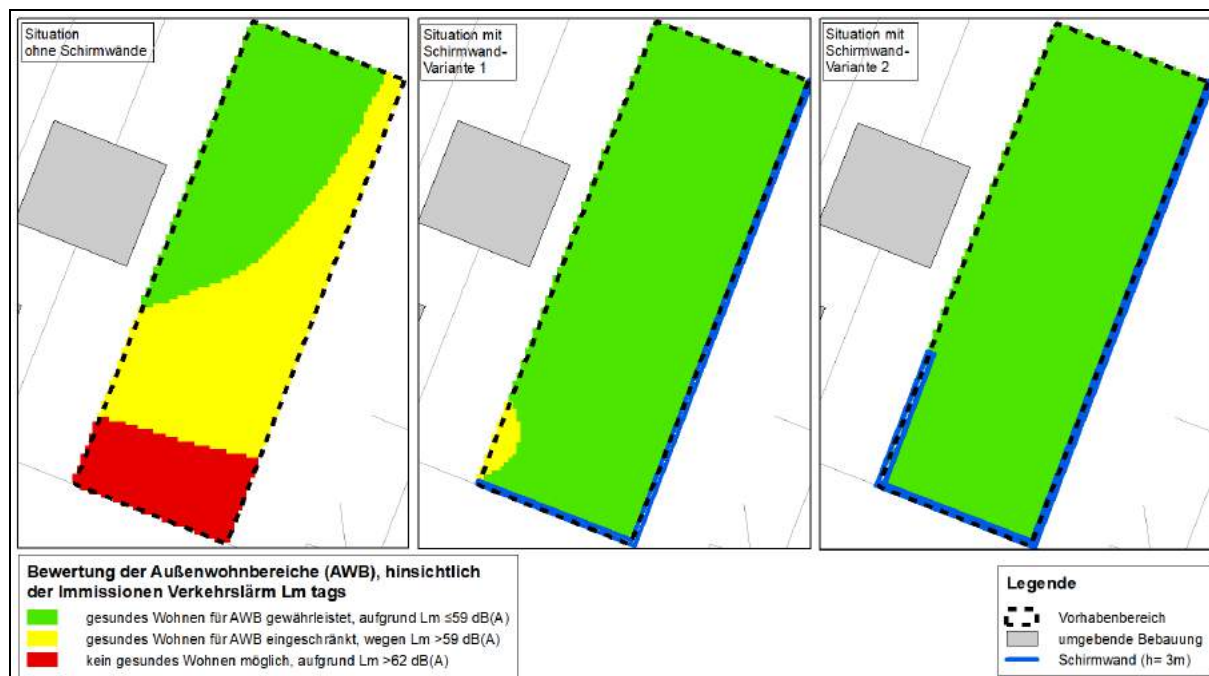 Situation
ohne Schirmwände
Situation mit
Schirmwand-
Variante 1
Situation mit
Schirmwand-
Variante 2
Bewertung der Außenwohnbereiche (AWB), hinsichtlich
der Immissionen Verkehrslärm Lm tags
gesundes Wohnen für AWB gewährleistet, aufgrund Lm ≤59 dB(A)
gesundes Wohnen für AWB eingeschränkt, wegen Lm >59 dB(A)
kein gesundes Wohnen möglich, aufgrund Lm >62 dB(A)
Legende
Vorhabenbereich
umgebende Bebauung
Schirmwand (h= 3m)